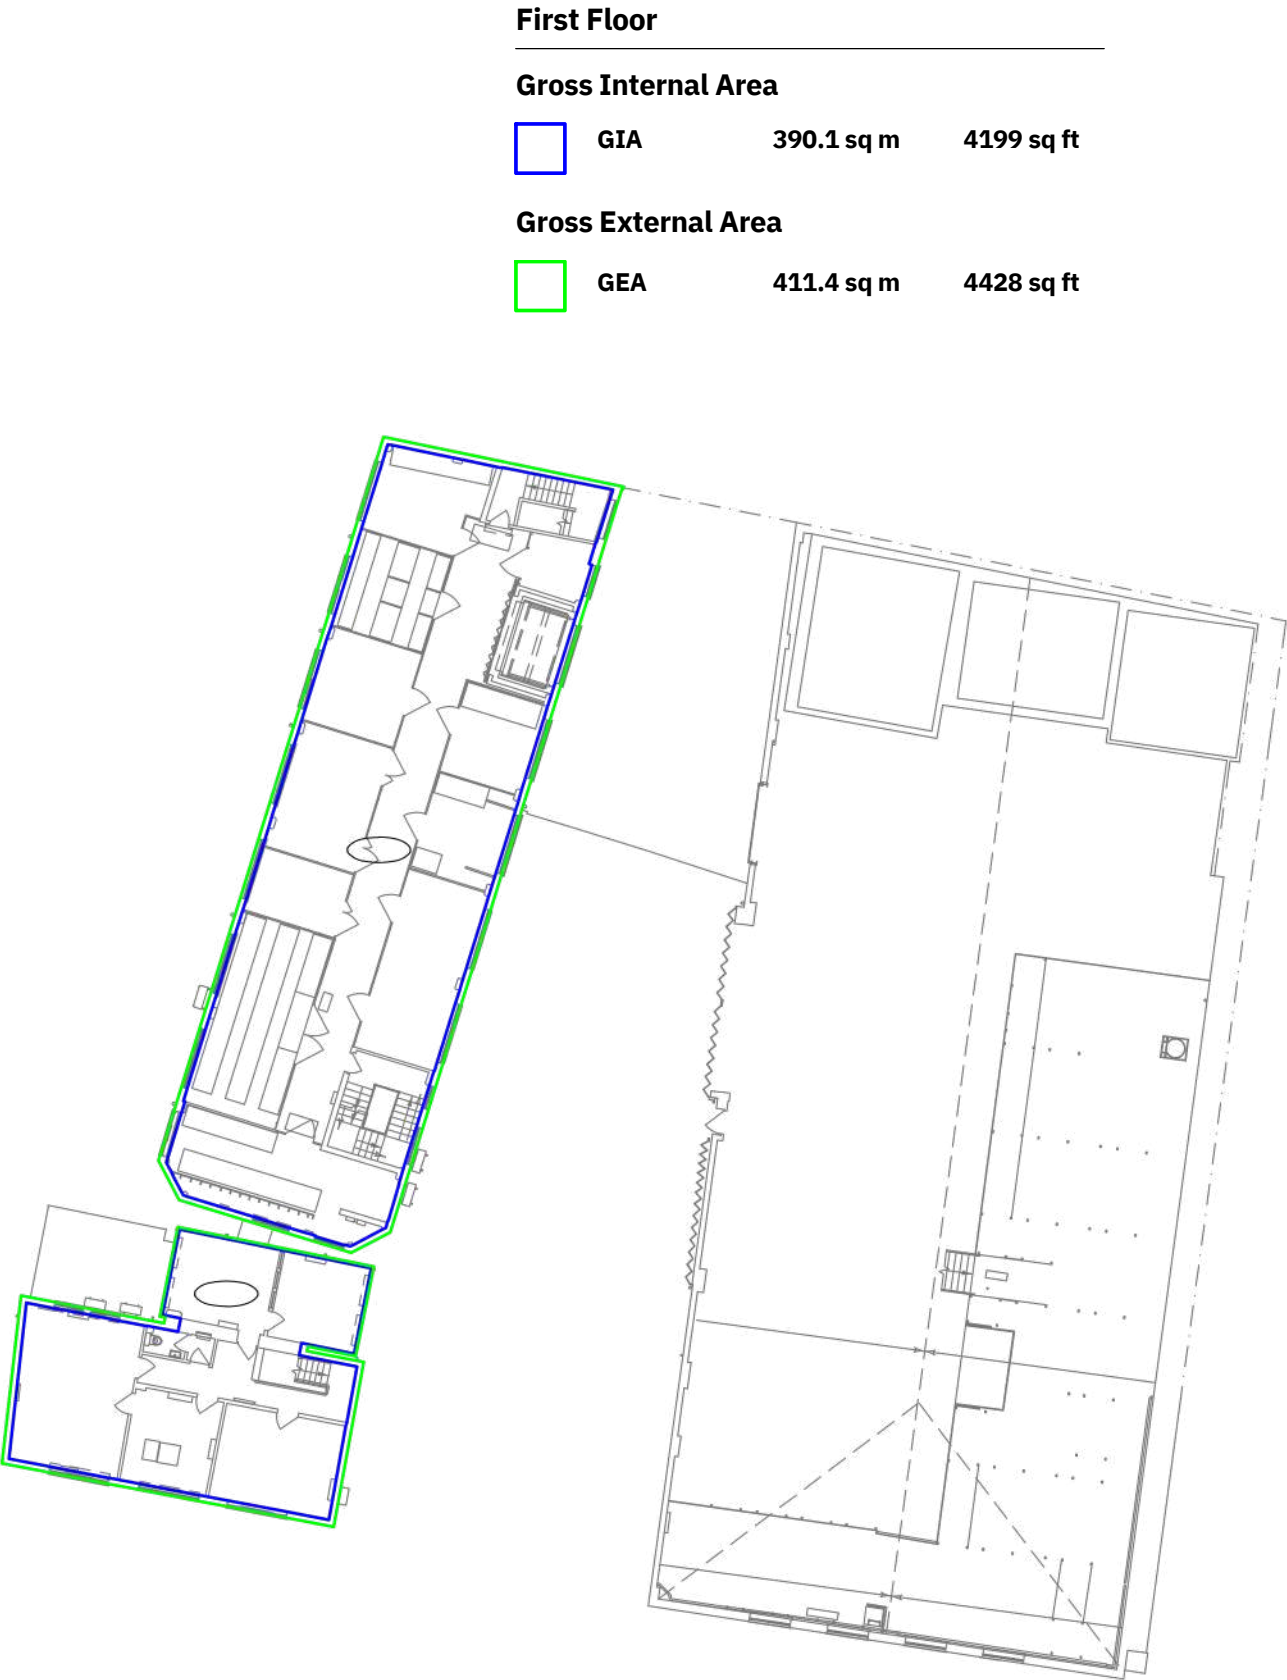 First Floor
Gross Internal Area
GIA 390.1 sq m 4199 sq ft
Gross External Area
GEA 411.4 sq m 4428 sq ft